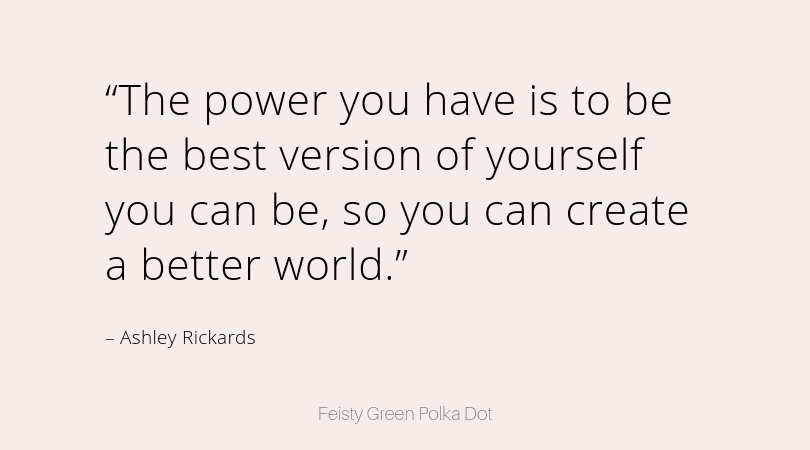 “The power you have is to be
the best version of yourself
you can be, so you can create
a better world.”
– Ashley Rickards
Feisty Green Polka Dot